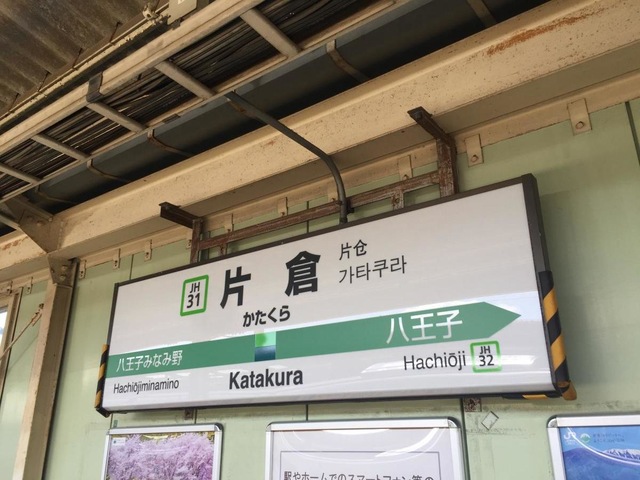 JH
31
片倉
片仓
가타쿠라
かたくら
八王子みなみ野
八王子
Hachiōjiminamino
Katakura
Hachiōji
JH
32
駅やホームでのスマートフォン等の
JR